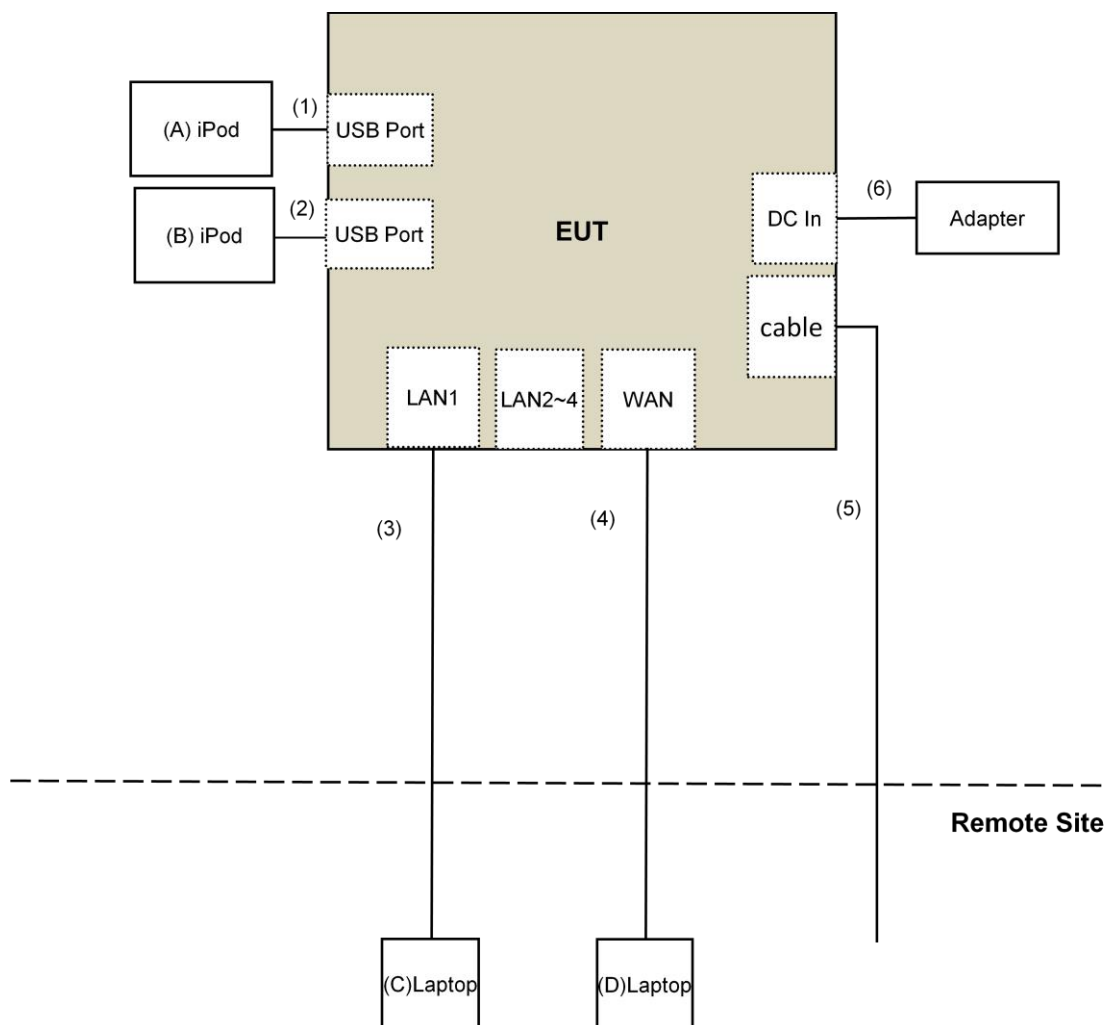 (1)
(A) iPod
USB Port
(2)
(B) iPod
USB Port
EUT
(6)
DC In
Adapter
cable
LAN1
LAN2~4
WAN
(3)
(4)
(5)
Remote Site
(C)Laptop
(D)Laptop